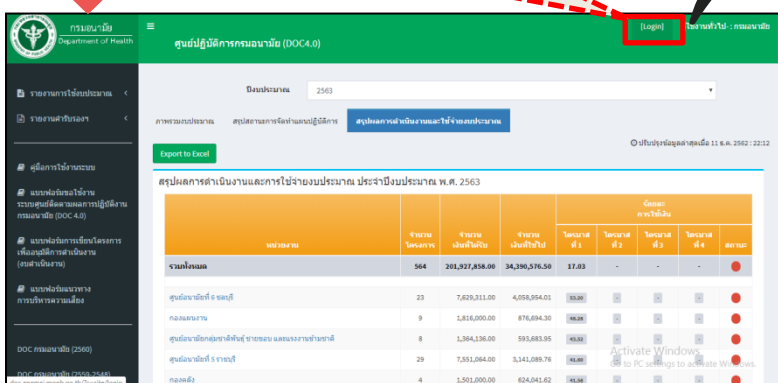 กรมอนามัย
Department of Health
ศูนย์ปฏิบัติการกรมอนามัย (DOC4.0)
[Login]
ใช้งานทั่วไป- : กรมอนามัย
รายงานการใช้งบประมาณ
รายงานคำรับรองฯ
คู่มือการใช้งานระบบ
แบบฟอร์มขอใช้งาน
ระบบศูนย์ติดตามผลการปฏิบัติงาน
กรมอนามัย (DOC 4.0)
แบบฟอร์มการเขียนโครงการ
เพื่ออนุมัติการดำเนินงาน
(งบดำเนินงาน)
แบบฟอร์มแนวทาง
การบริหารความเสี่ยง
DOC กรมอนามัย (2560)
DOC กรมอนามัย (2559-2548)
ปีงบประมาณ 2563
ภาพรวมงบประมาณ สรุปสถานะการจัดทำแผนปฏิบัติการ สรุปผลการดำเนินงานและใช้จ่ายงบประมาณ
ปรับปรุงข้อมูลล่าสุดเมื่อ 11 ธ.ค. 2562 : 22:12
Export to Excel
สรุปผลการดำเนินงานและการใช้จ่ายงบประมาณ ประจำปีงบประมาณ พ.ศ. 2563
ร้อยละ
การใช้เงิน
หน่วยงาน จำนวน โครงการ จำนวน เงินที่ได้รับ จำนวน เงินที่ใช้ไป ไตรมาส ที่ 1 ไตรมาส ที่ 2 ไตรมาส ที่ 3 ไตรมาส ที่ 4 สถานะ
รวมทั้งหมด 564 201,927,858.00 34,390,576.50 17.03 - - -
ศูนย์อนามัยที่ 6 ชลบุรี 23 7,629,311.00 4,058,954.01 53.20 - - -
กองแผนงาน 9 1,816,000.00 876,694.30 48.28 - - -
ศูนย์อนามัยกลุ่มชาติพันธุ์ ชายขอบ และแรงงานข้ามชาติ 8 1,364,136.00 593,683.95 43.52 - - -
ศูนย์อนามัยที่ 5 ราชบุรี 29 7,551,064.00 3,141,089.76 41.60 - - -
กองคลัง 4 1,501,000.00 624,041.62 41.58 - - -
Activate Windows
Go to PC settings to activate Windows.